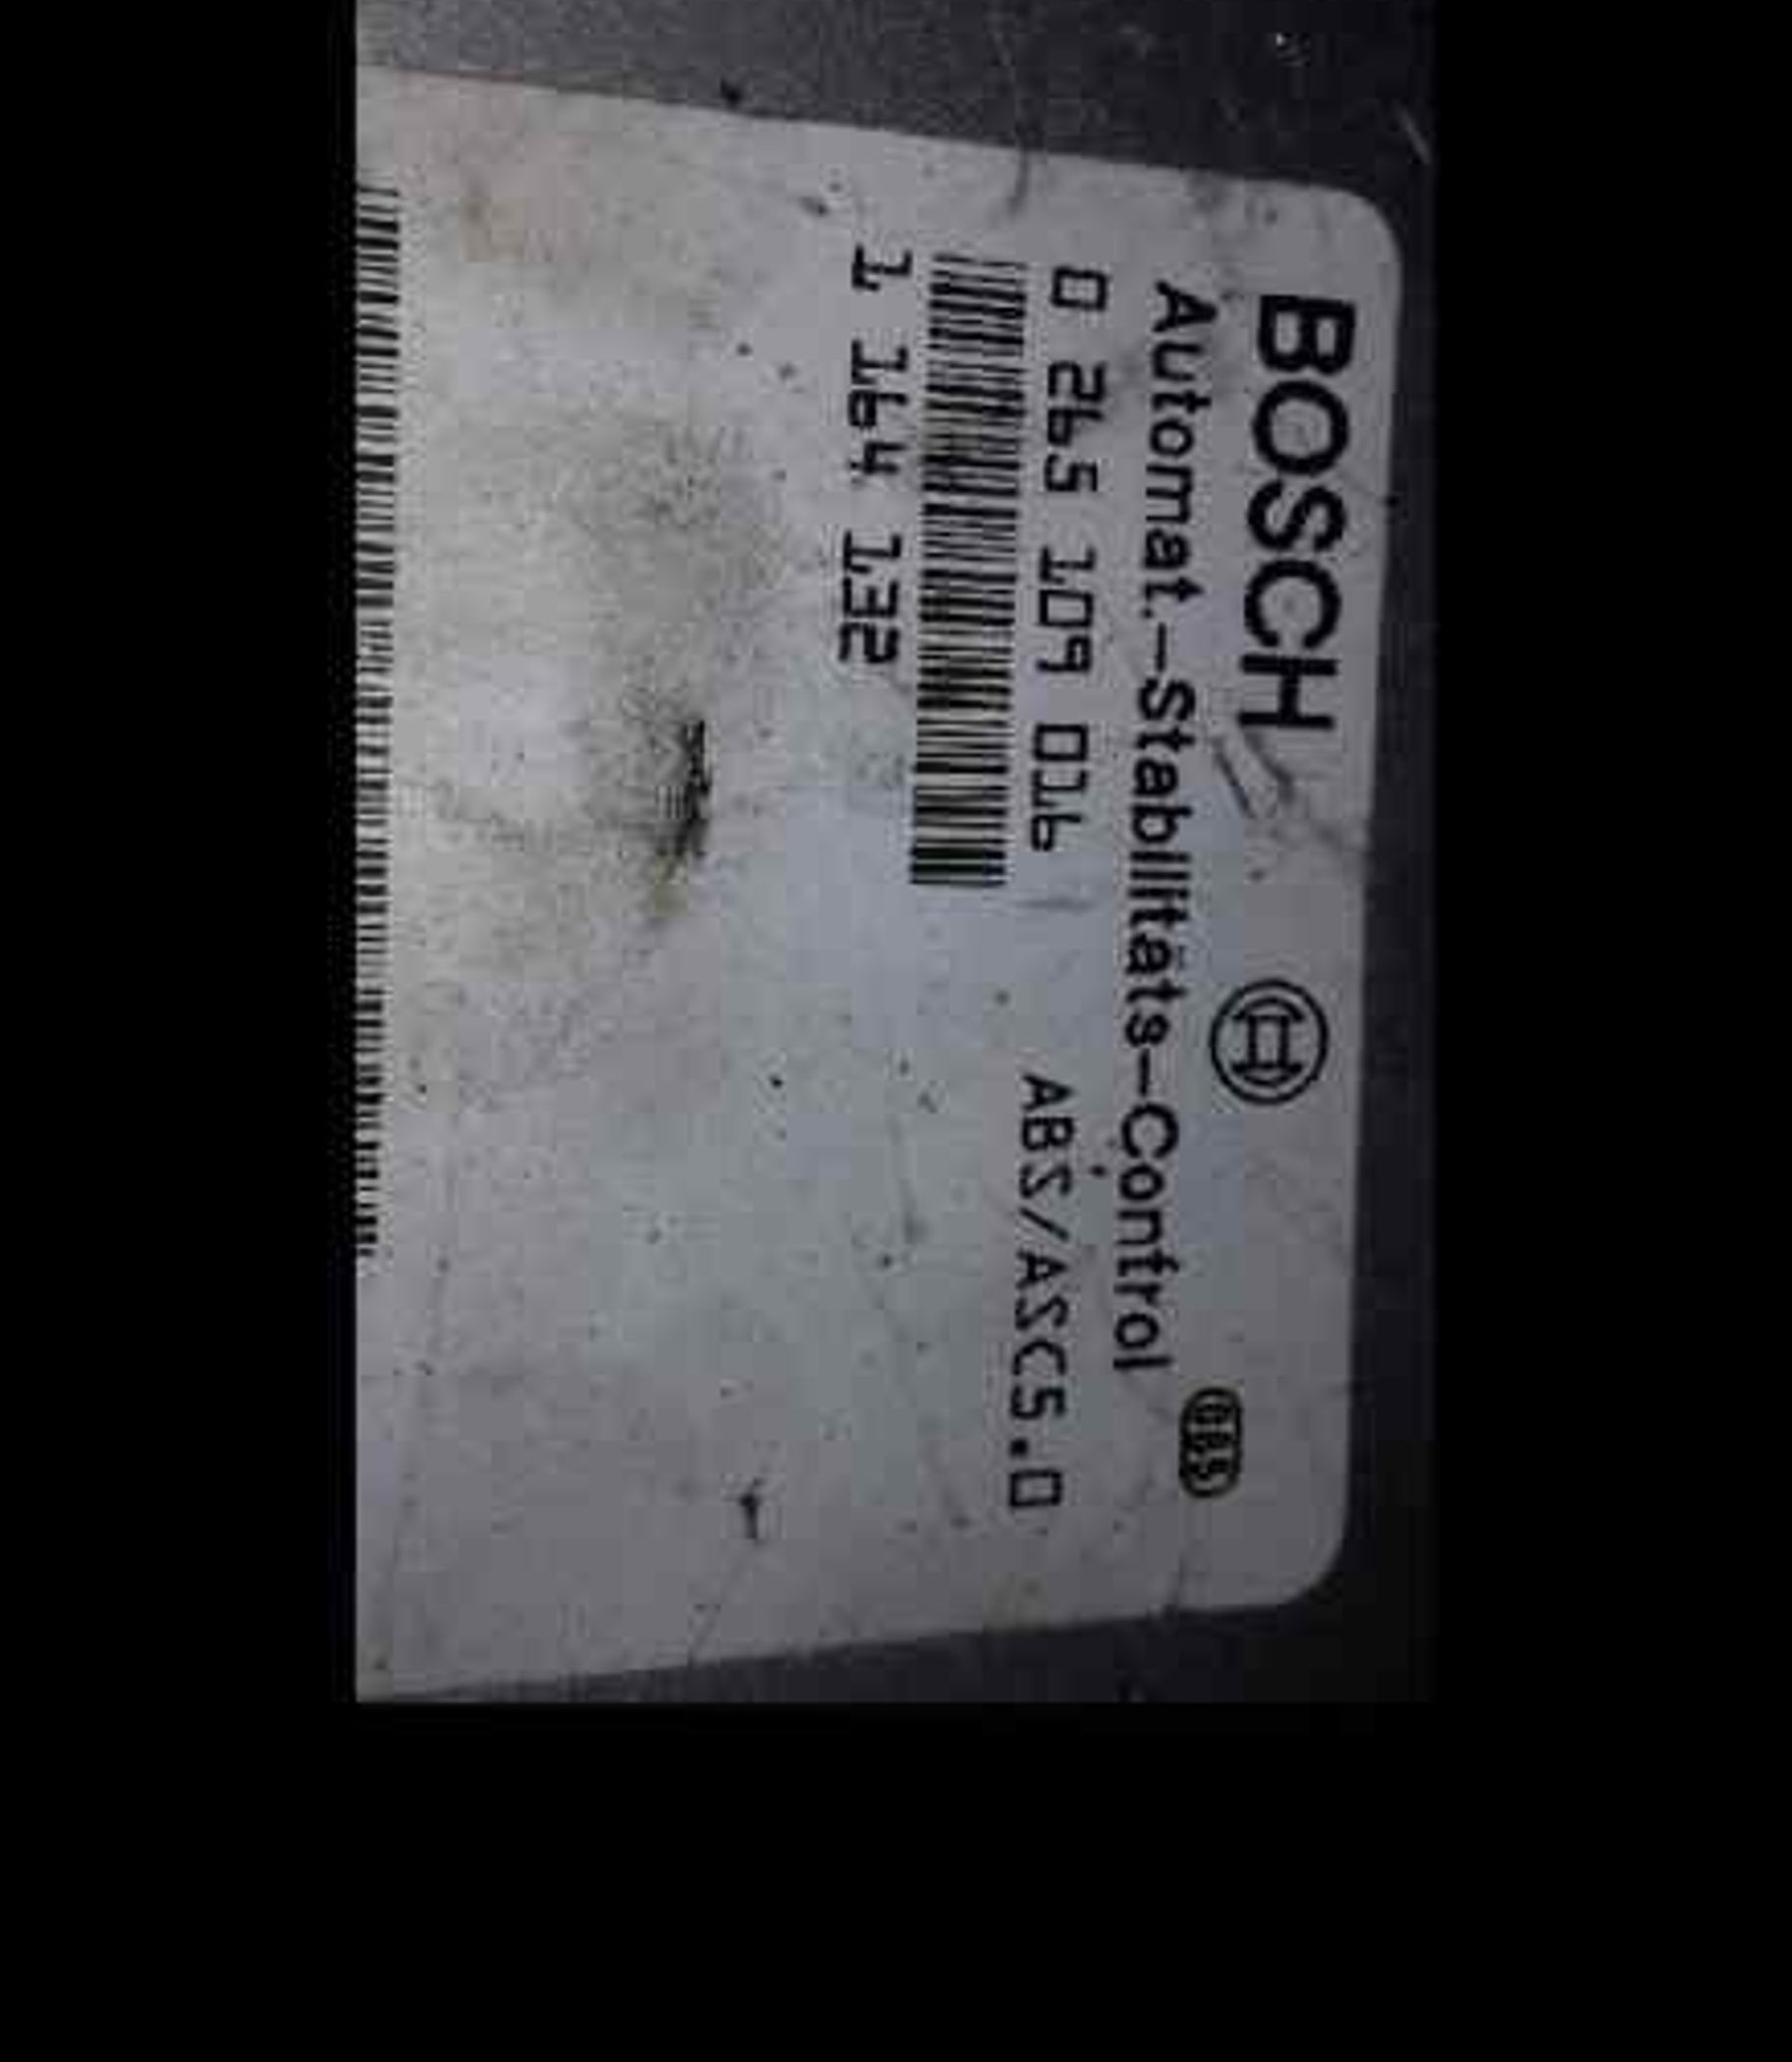 BOSCH
Automat.-Stabilitäts-Control
0 265 109 016 ABS/ASC5.0
1 164 132